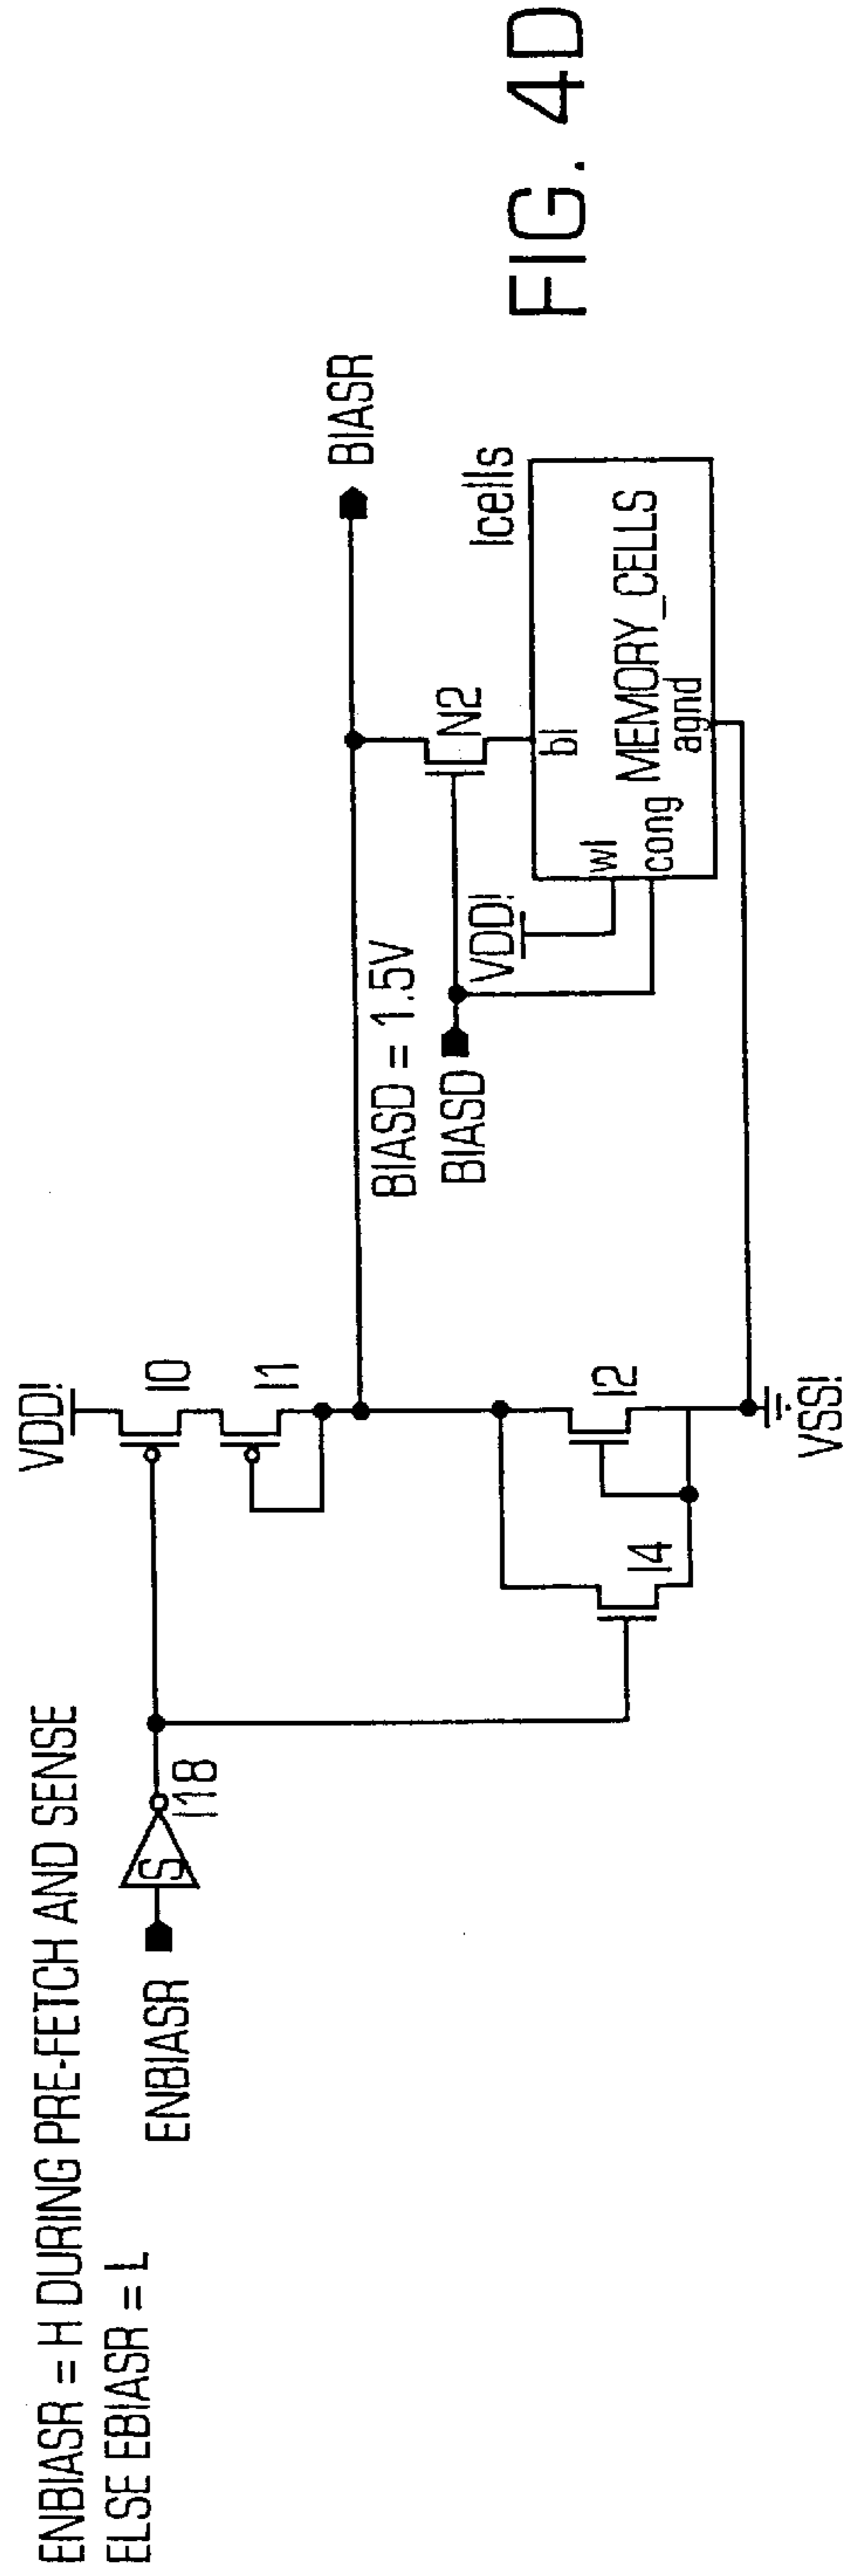 ENBIASR = H DURING PRE-FETCH AND SENSE
ELSE EBIASR = L
ENBIASR
S
I18
VDD!
I0
I1
I4
I2
VSS!
BIASD = 1.5V
BIASD
VDD!
N2
BIASR
Icells
bl
wl
cong
MEMORY_CELLS
agnd
FIG. 4D